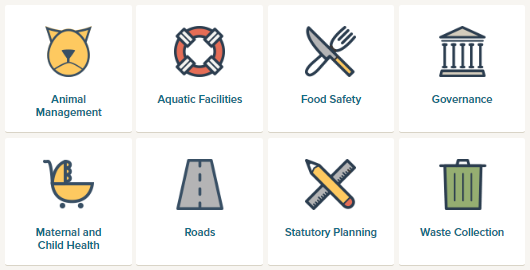 Animal
Management
Aquatic Facilities
Food Safety
Governance
Maternal and
Child Health
Roads
Statutory Planning
Waste Collection